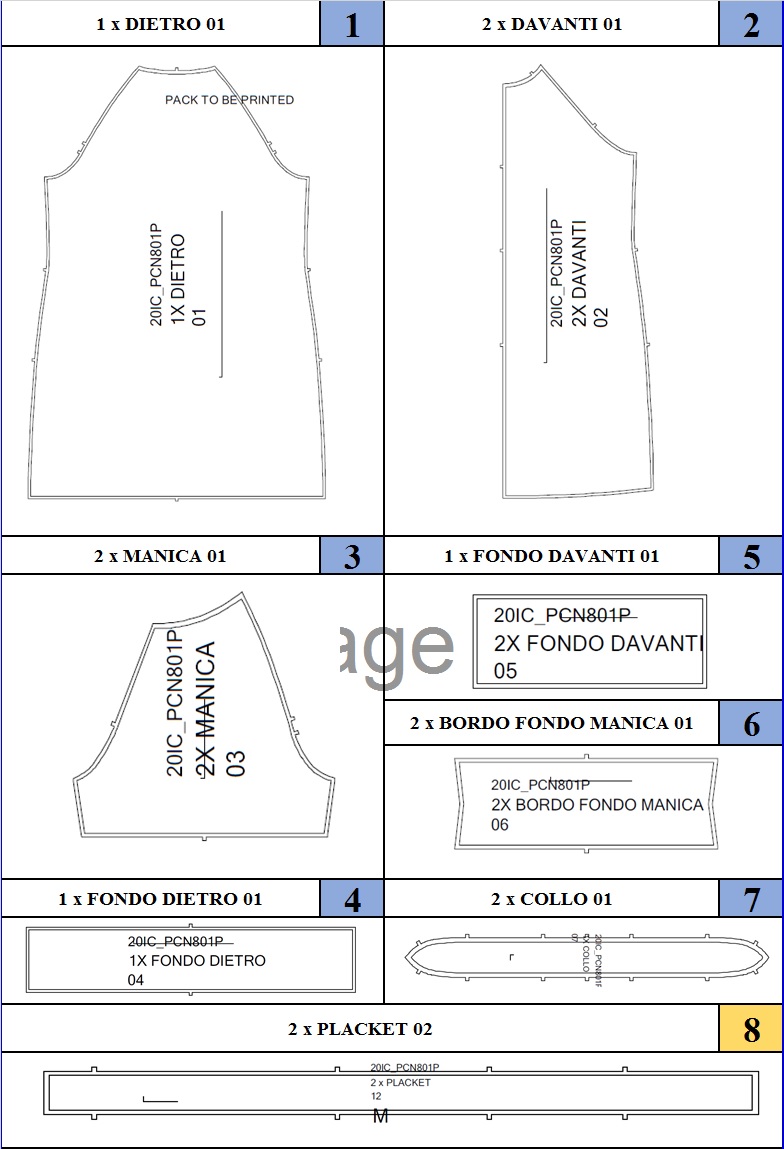 1 x DIETRO 01
1
2 x DAVANTI 01
2
PACK TO BE PRINTED
20IC_PCN801P
1X DIETRO
01
20IC_PCN801P
2X DAVANTI
02
2 x MANICA 01
3
1 x FONDO DAVANTI 01
5
20IC_PCN801P
2X MANICA
03
age
20IC_PCN801P
2X FONDO DAVANTI
05
2 x BORDO FONDO MANICA 01
6
20IC_PCN801P
2X BORDO FONDO MANICA
06
1 x FONDO DIETRO 01
4
2 x COLLO 01
7
20IC_PCN801P
1X FONDO DIETRO
04
20IC_PCN801P
2X COLLO
07
2 x PLACKET 02
8
20IC_PCN801P
2 x PLACKET
12
M